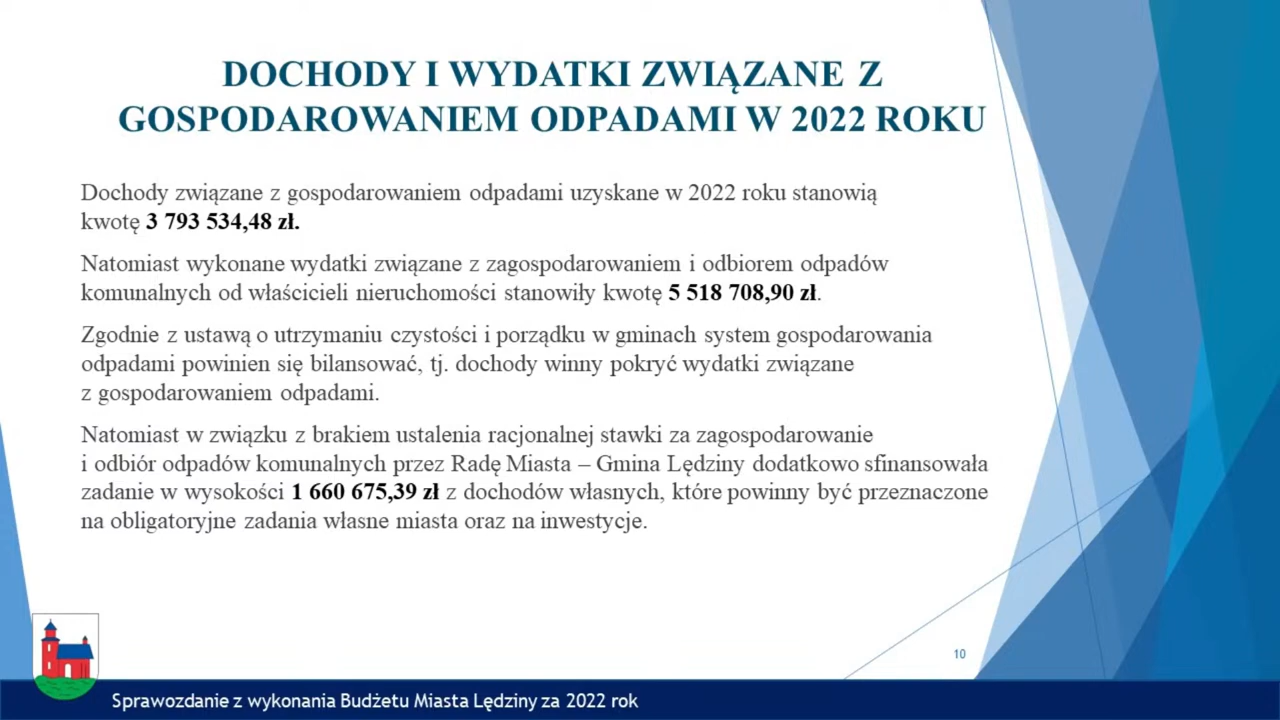 DOCHODY I WYDATKI ZWIĄZANE Z
GOSPODAROWANIEM ODPADAMI W 2022 ROKU
Dochody związane z gospodarowaniem odpadami uzyskane w 2022 roku stanowią
kwotę 3 793 534,48 zł.
Natomiast wykonane wydatki związane z zagospodarowaniem i odbiorem odpadów
komunalnych od właścicieli nieruchomości stanowiły kwotę 5 518 708,90 zł.
Zgodnie z ustawą o utrzymaniu czystości i porządku w gminach system gospodarowania
odpadami powinien się bilansować, tj. dochody winny pokryć wydatki związane
z gospodarowaniem odpadami.
Natomiast w związku z brakiem ustalenia racjonalnej stawki za zagospodarowanie
i odbiór odpadów komunalnych przez Radę Miasta – Gmina Lędziny dodatkowo sfinansowała
zadanie w wysokości 1 660 675,39 zł z dochodów własnych, które powinny być przeznaczone
na obligatoryjne zadania własne miasta oraz na inwestycje.
10
Sprawozdanie z wykonania Budżetu Miasta Lędziny za 2022 rok